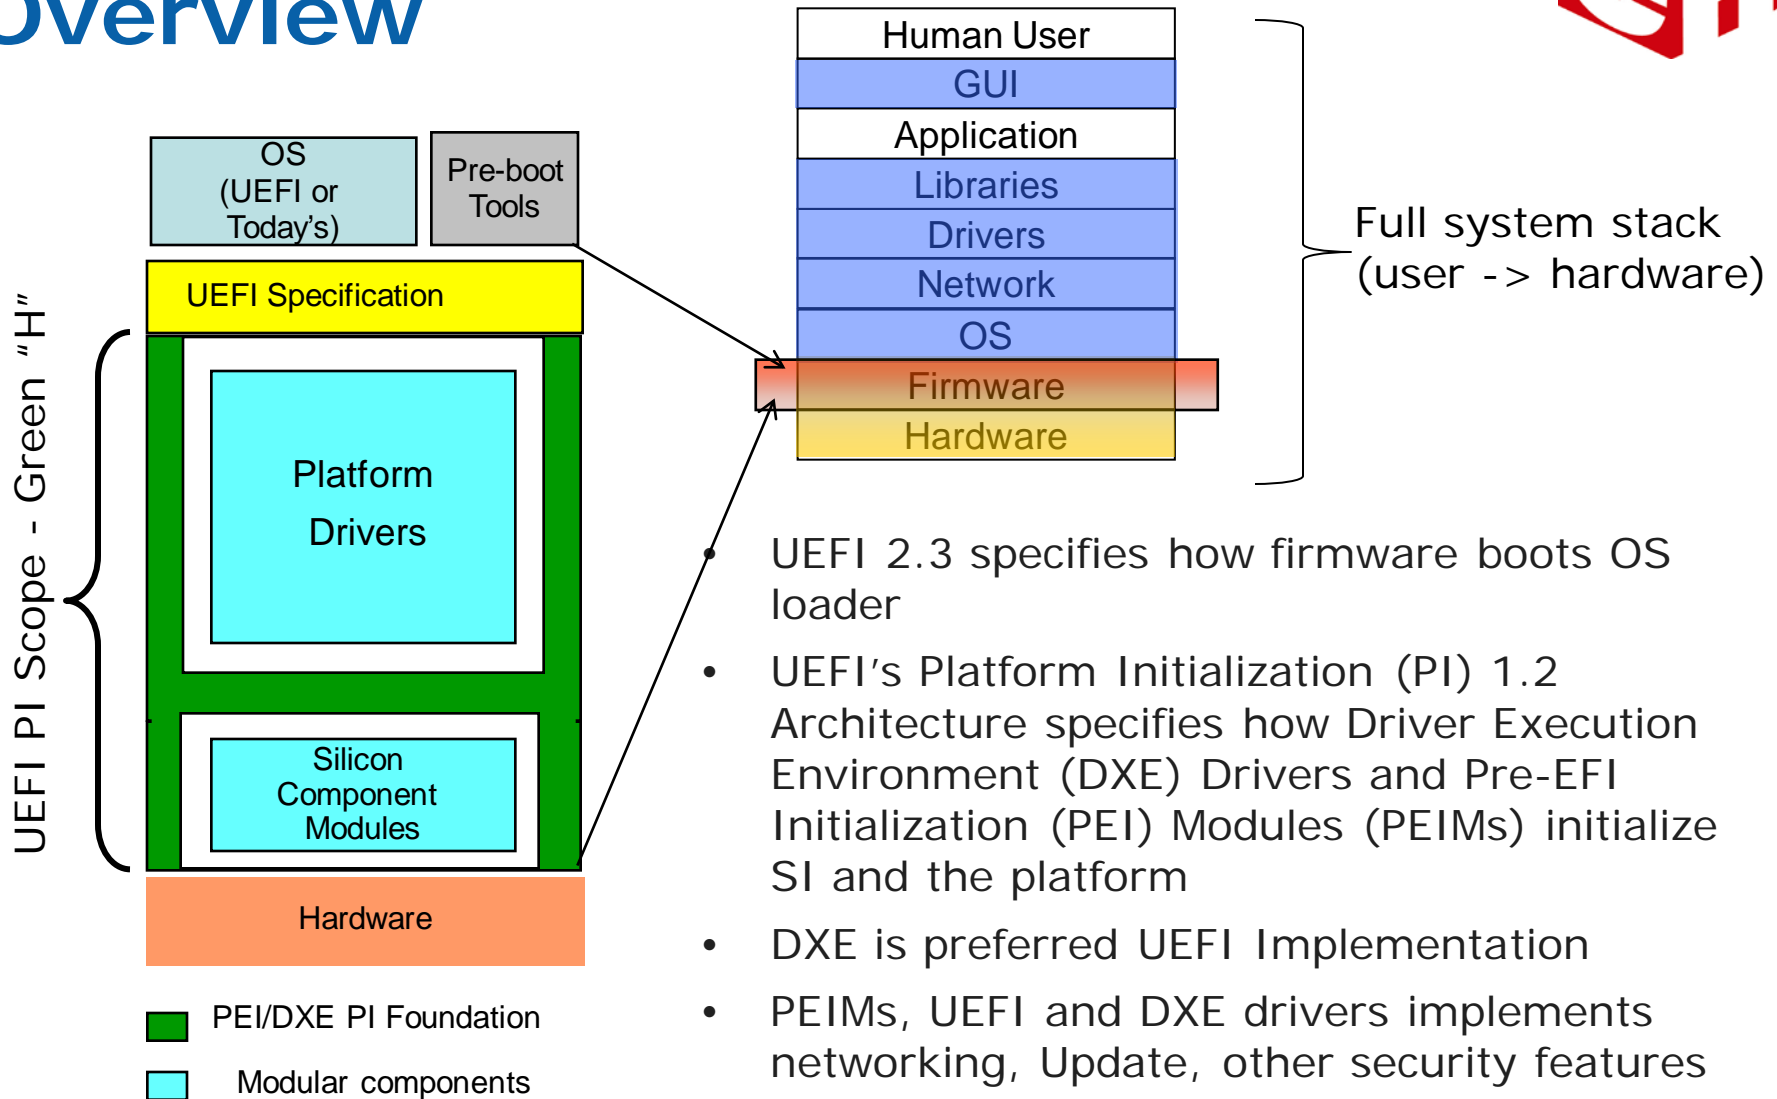 Overview
Human User
GUI
Application
Libraries
Drivers
Network
OS
Firmware
Hardware
Full system stack
(user -> hardware)
OS
(UEFI or
Today's)
Pre-boot
Tools
UEFI Specification
UEFI PI Scope - Green "H"
Platform
Drivers
Silicon
Component
Modules
Hardware
PEI/DXE PI Foundation
Modular components
• UEFI 2.3 specifies how firmware boots OS
loader
• UEFI's Platform Initialization (PI) 1.2
Architecture specifies how Driver Execution
Environment (DXE) Drivers and Pre-EFI
Initialization (PEI) Modules (PEIMs) initialize
SI and the platform
• DXE is preferred UEFI Implementation
• PEIMs, UEFI and DXE drivers implements
networking, Update, other security features